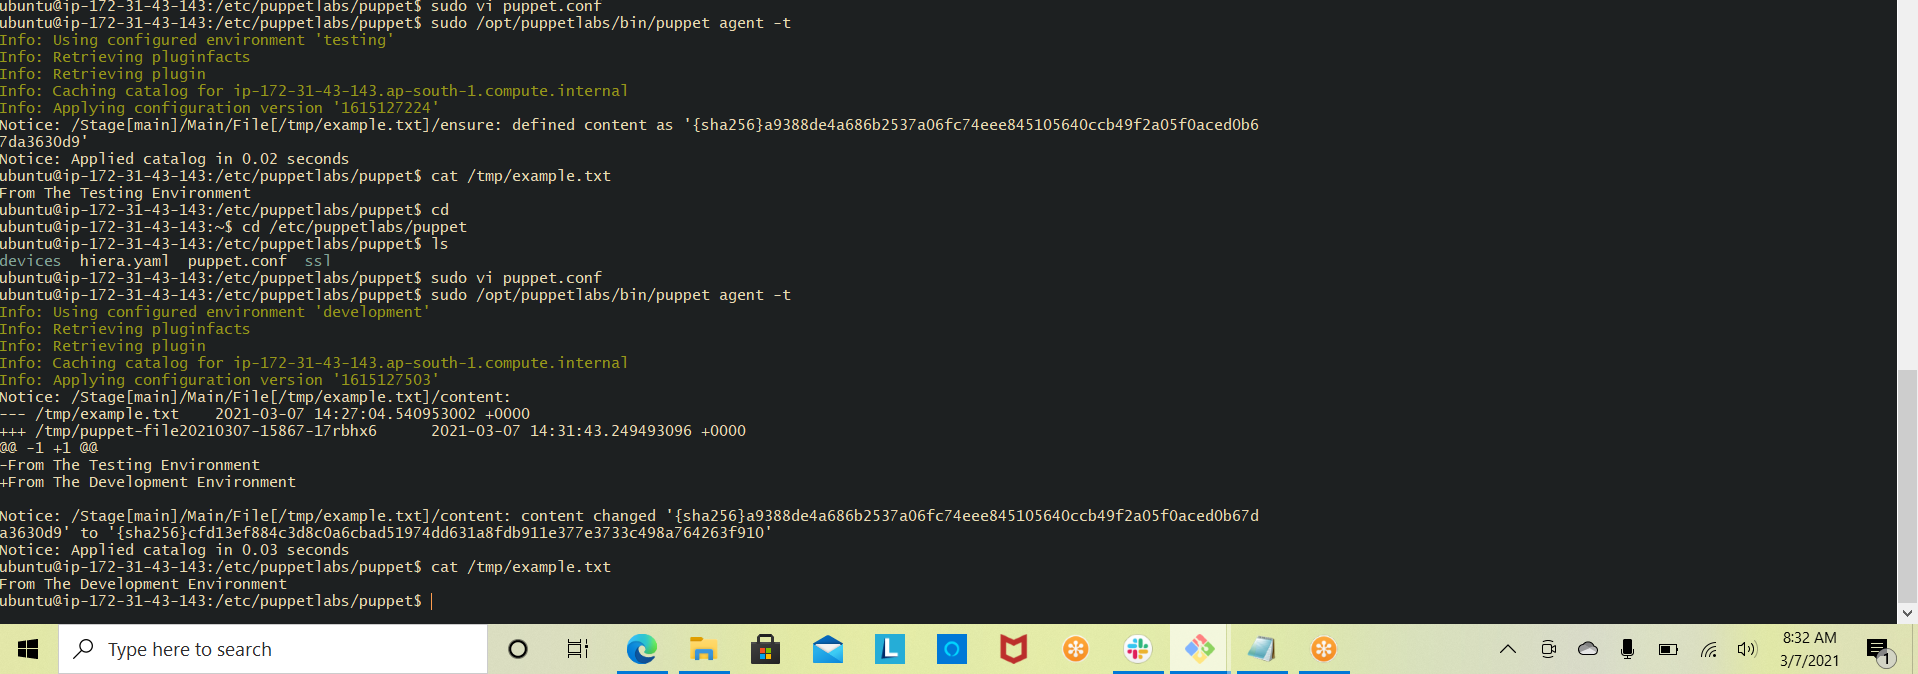 ubuntu@ip-172-31-43-143:/etc/puppetlabs/puppet$ sudo vi puppet.conf
ubuntu@ip-172-31-43-143:/etc/puppetlabs/puppet$ sudo /opt/puppetlabs/bin/puppet agent -t
Info: Using configured environment 'testing'
Info: Retrieving pluginfacts
Info: Retrieving plugin
Info: Caching catalog for ip-172-31-43-143.ap-south-1.compute.internal
Info: Applying configuration version '1615127224'
Notice: /Stage[main]/Main/File[/tmp/example.txt]/ensure: defined content as '{sha256}a9388de4a686b2537a06fc74eee845105640ccb49f2a05f0aced0b6
7da3630d9'
Notice: Applied catalog in 0.02 seconds
ubuntu@ip-172-31-43-143:/etc/puppetlabs/puppet$ cat /tmp/example.txt
From The Testing Environment
ubuntu@ip-172-31-43-143:/etc/puppetlabs/puppet$ cd
ubuntu@ip-172-31-43-143:~$ cd /etc/puppetlabs/puppet
ubuntu@ip-172-31-43-143:/etc/puppetlabs/puppet$ ls
devices  hiera.yaml  puppet.conf  ssl
ubuntu@ip-172-31-43-143:/etc/puppetlabs/puppet$ sudo vi puppet.conf
ubuntu@ip-172-31-43-143:/etc/puppetlabs/puppet$ sudo /opt/puppetlabs/bin/puppet agent -t
Info: Using configured environment 'development'
Info: Retrieving pluginfacts
Info: Retrieving plugin
Info: Caching catalog for ip-172-31-43-143.ap-south-1.compute.internal
Info: Applying configuration version '1615127503'
Notice: /Stage[main]/Main/File[/tmp/example.txt]/content:
--- /tmp/example.txt    2021-03-07 14:27:04.540953002 +0000
+++ /tmp/puppet-file20210307-15867-17rbhx6      2021-03-07 14:31:43.249493096 +0000
@@ -1 +1 @@
-From The Testing Environment
+From The Development Environment
Notice: /Stage[main]/Main/File[/tmp/example.txt]/content: content changed '{sha256}a9388de4a686b2537a06fc74eee845105640ccb49f2a05f0aced0b67d
a3630d9' to '{sha256}cfd13ef884c3d8c0a6cbad51974dd631a8fdb911e377e3733c498a764263f910'
Notice: Applied catalog in 0.03 seconds
ubuntu@ip-172-31-43-143:/etc/puppetlabs/puppet$ cat /tmp/example.txt
From The Development Environment
ubuntu@ip-172-31-43-143:/etc/puppetlabs/puppet$
Type here to search
L
8:32 AM
3/7/2021
1